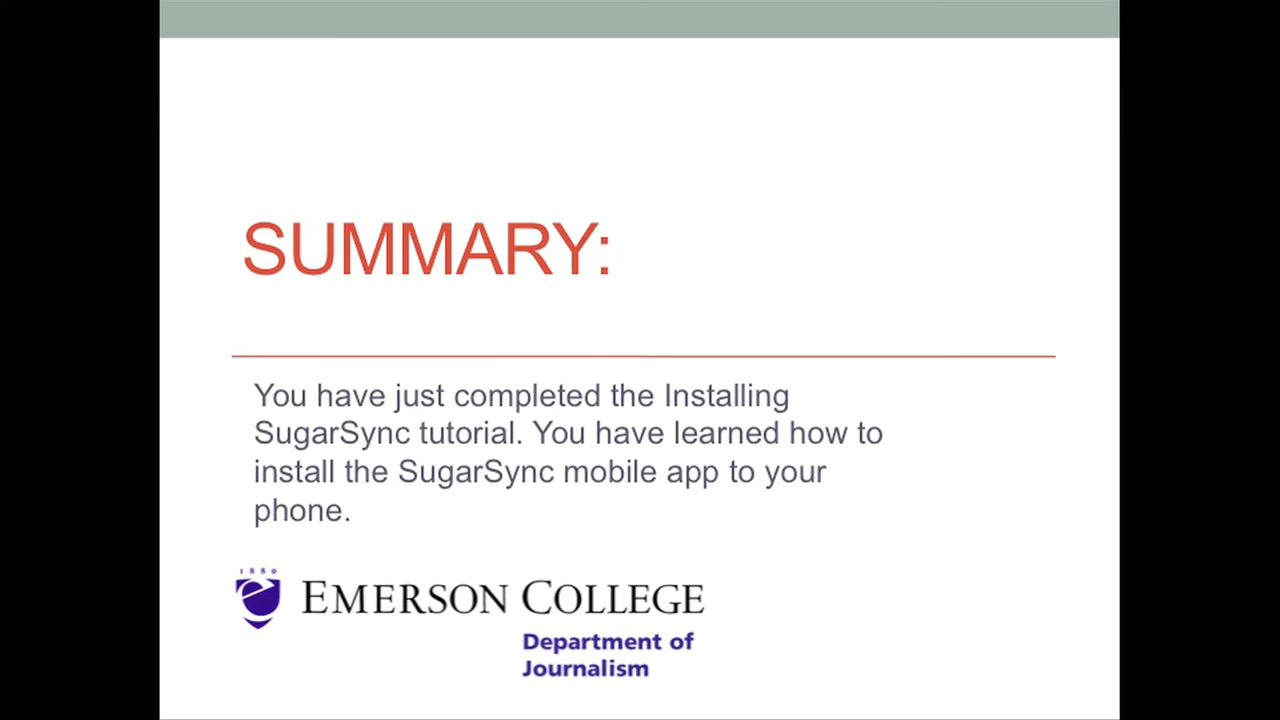 SUMMARY:
You have just completed the Installing
SugarSync tutorial. You have learned how to
install the SugarSync mobile app to your
phone.
1880
EMERSON COLLEGE
Department of
Journalism